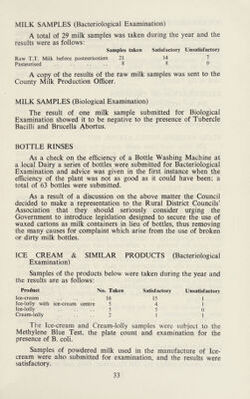 MILK SAMPLES (Bacteriological Examination)
A total of 29 milk samples was taken during the year and the
results were as follows:
Samples taken Satisfactory Unsatisfactory
Raw T.T. Milk before pasteurisation 21 14 7
Pasteurised .. .. 8 8 0
A copy of the results of the raw milk samples was sent to the
County Milk Production Officer.
MILK SAMPLES (Biological Examination)
The result of one milk sample submitted for Biological
Examination showed it to be negative to the presence of Tubercle
Bacilli and Brucella Abortus.
BOTTLE RINSES
As a check on the efficiency of a Bottle Washing Machine at
a local Dairy a series of bottles were submitted for Bacteriological
Examination and advice was given in the first instance when the
efficiency of the plant was not as good as it could have been; a
total of 63 bottles were submitted.
As a result of a discussion on the above matter the Council
decided to make a representation to the Rural District Councils'
Association that they should seriously consider urging the
Government to introduce legislation designed to secure the use of
waxed cartons as milk containers in lieu of bottles, thus removing
the many causes for complaint which arise from the use of broken
or dirty milk bottles.
ICE CREAM & SIMILAR PRODUCTS (Bacteriological
Examination)
Samples of the products below were taken during the year and
the results are as follows:
Product No. Taken Satisfactory Unsatisfactory
Ice-cream 16 15 1
Ice-lolly with ice-cream centre 5 4 1
Ice-lolly 5 5 0
Cream-lolly 2 1 1
The Ice-cream and Cream-lolly samples were subject to the
Methylene Blue Test, the plate count and examination for the
presence of B. coli.
Samples of powdered milk used in the manufacture of Ice-
cream were also submitted for examination, and the results were
satisfactory.
33